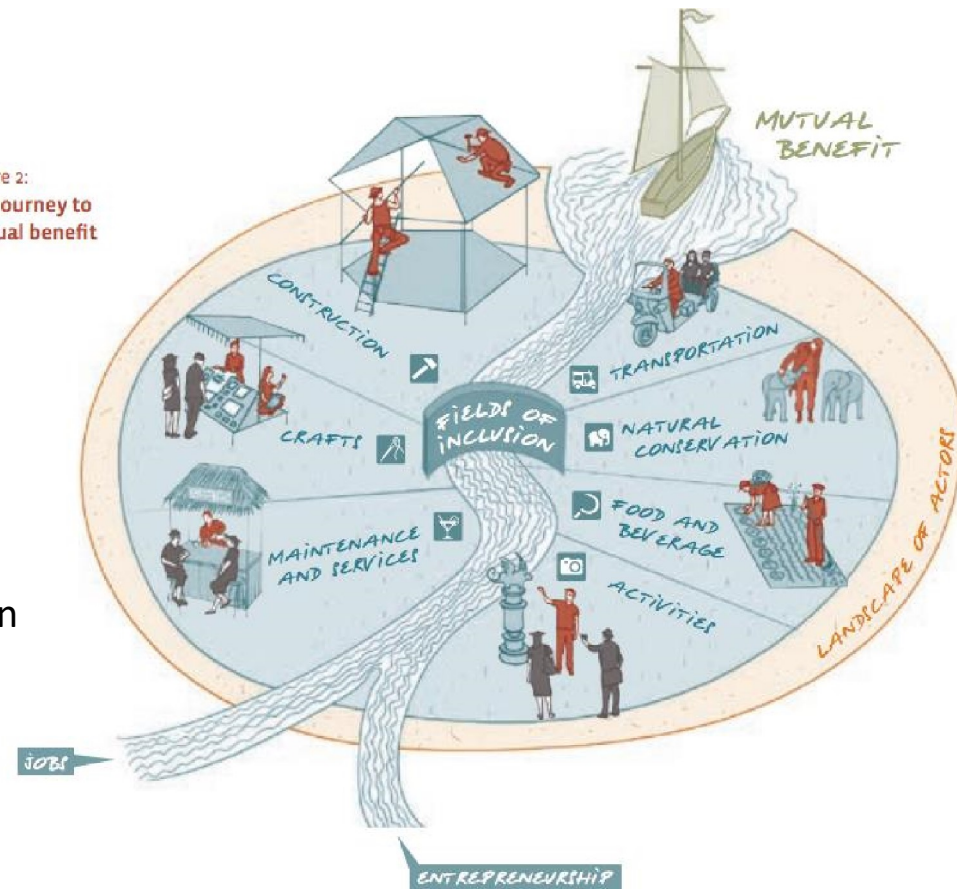 e 2:
ourney to
ual benefit
MUTUAL
BENEFIT
CONSTRUCTION
TRANSPORTATION
FIELDS OF
INCLUSION
CRAFTS
NATURAL
CONSERVATION
MAINTENANCE
AND SERVICES
FOOD AND
BEVERAGE
ACTIVITIES
LANDSCAPE OF ACTORS
n
JOBS
ENTREPRENEURSHIP